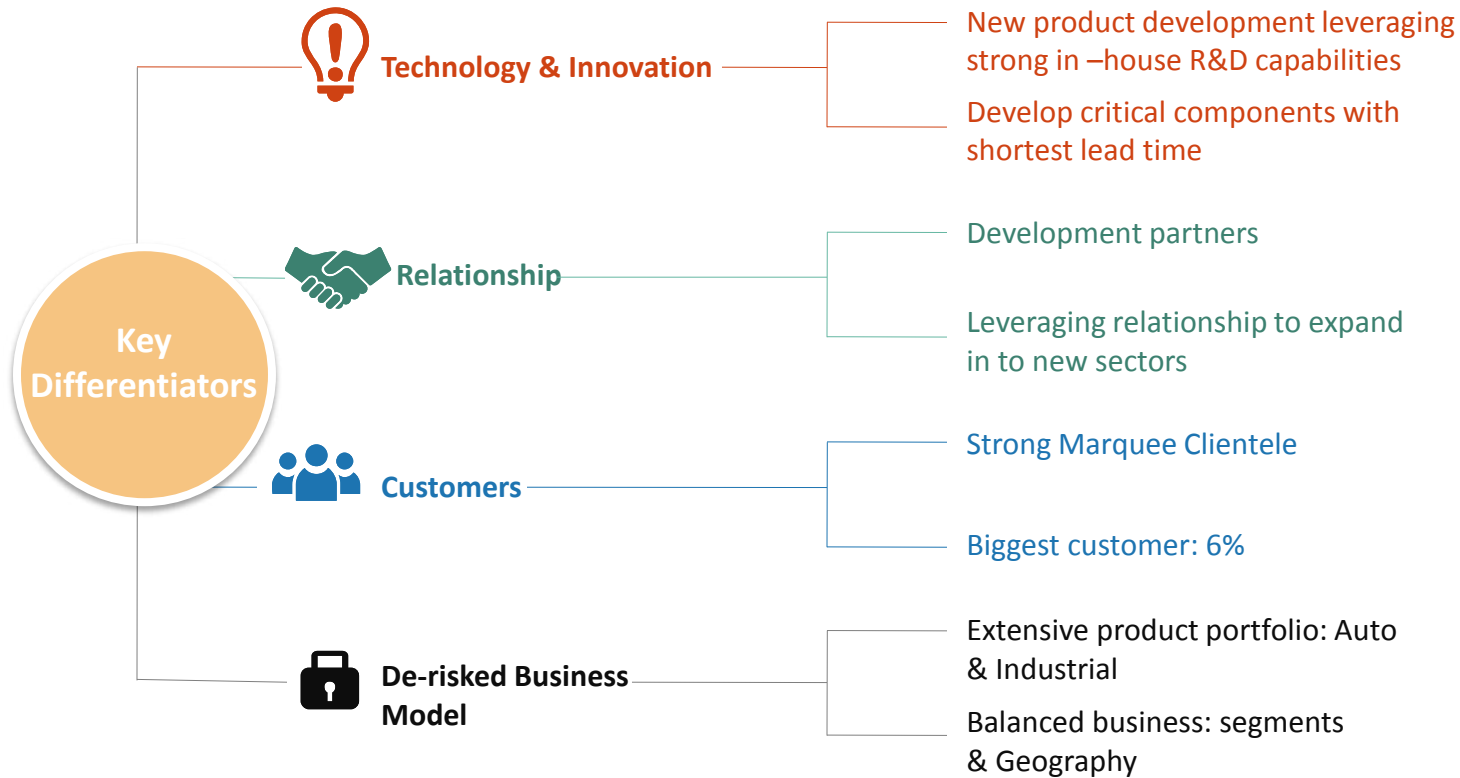 Key
Differentiators
Technology & Innovation
New product development leveraging
strong in –house R&D capabilities
Develop critical components with
shortest lead time
Relationship
Development partners
Leveraging relationship to expand
in to new sectors
Customers
Strong Marquee Clientele
Biggest customer: 6%
De-risked Business
Model
Extensive product portfolio: Auto
& Industrial
Balanced business: segments
& Geography